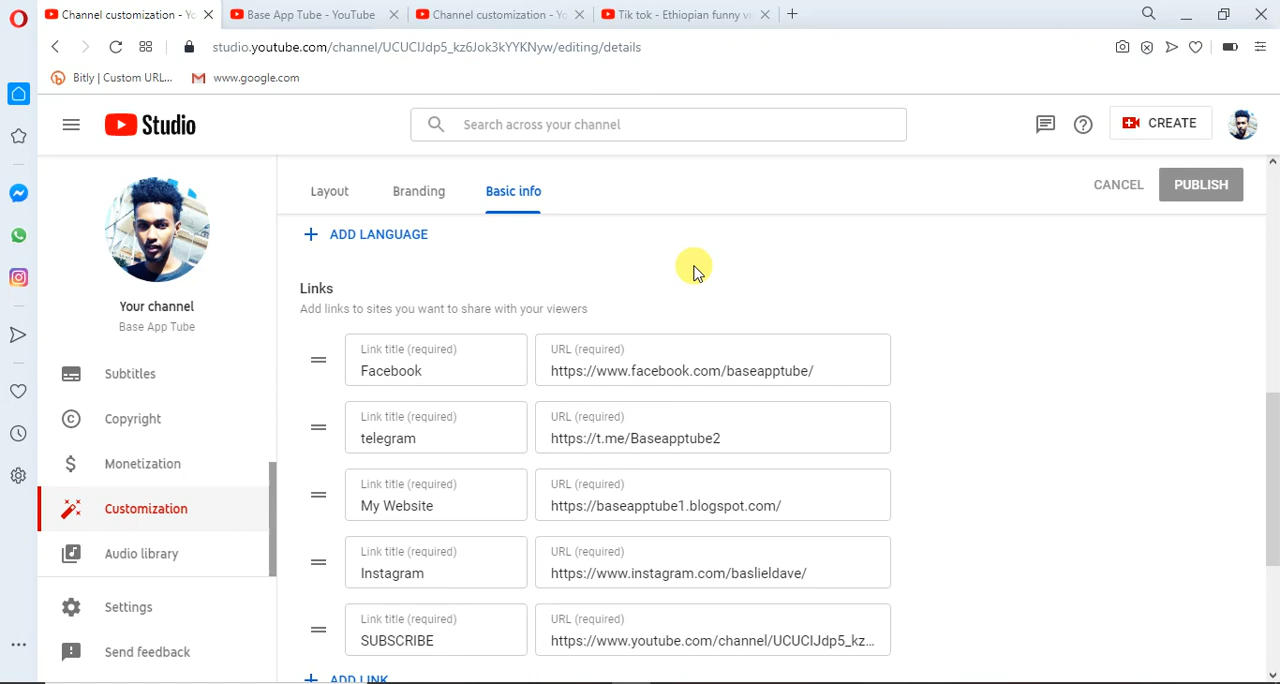 Channel customization - Yo
Base App Tube - YouTube
Channel customization - Yo
Tik tok - Ethiopian funny v
studio.youtube.com/channel/UCUCIJdp5_kz6Jok3kYYKNyw/editing/details
Bitly | Custom URL...
www.google.com
Studio
Search across your channel
CREATE
Layout
Branding
Basic info
CANCEL
PUBLISH
Your channel
Base App Tube
Subtitles
Copyright
Monetization
Customization
Audio library
Settings
Send feedback
ADD LANGUAGE
Links
Add links to sites you want to share with your viewers
Link title (required)
Facebook
URL (required)
https://www.facebook.com/baseapptube/
Link title (required)
telegram
URL (required)
https://t.me/Baseapptube2
Link title (required)
My Website
URL (required)
https://baseapptube1.blogspot.com/
Link title (required)
Instagram
URL (required)
https://www.instagram.com/baslieldave/
Link title (required)
SUBSCRIBE
URL (required)
https://www.youtube.com/channel/UCUCIJdp5_kz...
ADD LINK